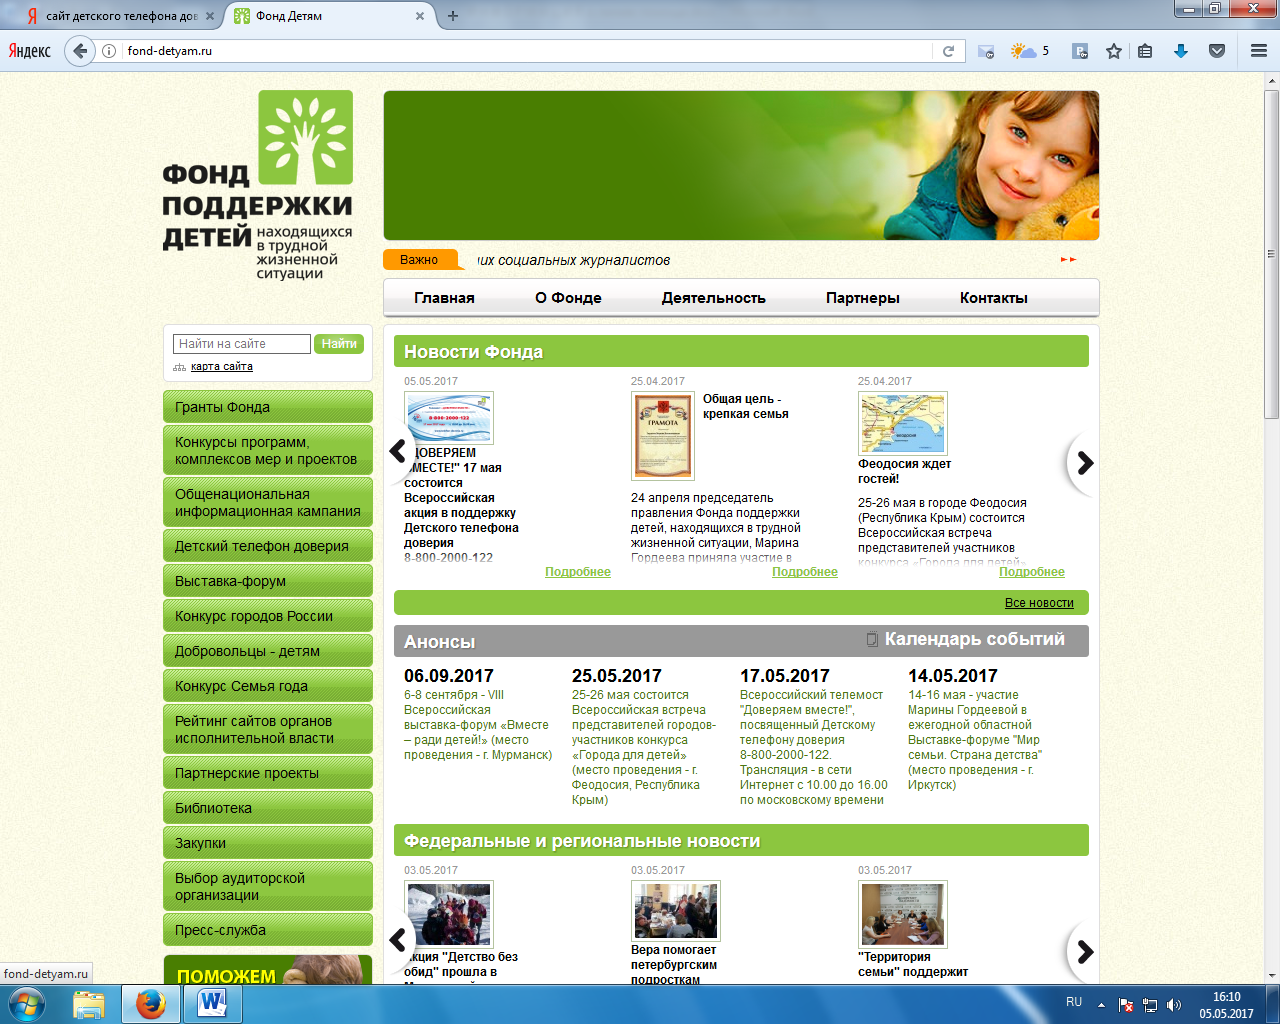 сайт детского телефона дов
Фонд Детям
Яндекс
fond-detyam.ru
5
ФОНД
ПОДДЕРЖКИ
ДЕТЕЙ находящихся
в трудной
жизненной
ситуации
Важно
них социальных журналистов
Главная
О Фонде
Деятельность
Партнеры
Контакты
Найти на сайте
Найти
карта сайта
Гранты Фонда
Конкурсы программ,
комплексов мер и проектов
Общенациональная
информационная кампания
Детский телефон доверия
Выставка-форум
Конкурс городов России
Добровольцы - детям
Конкурс Семья года
Рейтинг сайтов органов
исполнительной власти
Партнерские проекты
Библиотека
Закупки
Выбор аудиторской
организации
Пресс-служба
ПОМОЖЕМ
Новости Фонда
05.05.2017
8-800-2000-122
ДОВЕРЯЕМ
ВМЕСТЕ!" 17 мая
состоится
Всероссийская
акция в поддержку
Детского телефона
доверия
8-800-2000-122
Подробнее
25.04.2017
ГРАМОТА
Общая цель -
крепкая семья
24 апреля председатель
правления Фонда поддержки
детей, находящихся в трудной
жизненной ситуации, Марина
Гордеева приняла участие в
Подробнее
25.04.2017
Феодосия ждет
гостей!
25-26 мая в городе Феодосия
(Республика Крым) состоится
Всероссийская встреча
представителей участников
конкурса «Города для детей»
Подробнее
Все новости
Анонсы
Календарь событий
06.09.2017
6-8 сентября - VIII
Всероссийская
выставка-форум «Вместе
– ради детей!» (место
проведения - г. Мурманск)
25.05.2017
25-26 мая состоится
Всероссийская встреча
представителей городов-
участников конкурса
«Города для детей»
(место проведения - г.
Феодосия, Республика
Крым)
17.05.2017
Всероссийский телемост
"Доверяем вместе!",
посвященный Детскому
телефону доверия
8-800-2000-122.
Трансляция - в сети
Интернет с 10.00 до 16.00
по московскому времени
14.05.2017
14-16 мая - участие
Марины Гордеевой в
ежегодной областной
Выставке-форуме "Мир
семьи. Страна детства"
(место проведения - г.
Иркутск)
Федеральные и региональные новости
03.05.2017
Акция "Детство без
обид" прошла в
03.05.2017
Вера помогает
петербургским
подросткам
03.05.2017
"Территория
семьи" поддержит
fond-detyam.ru
RU
16:10
05.05.2017